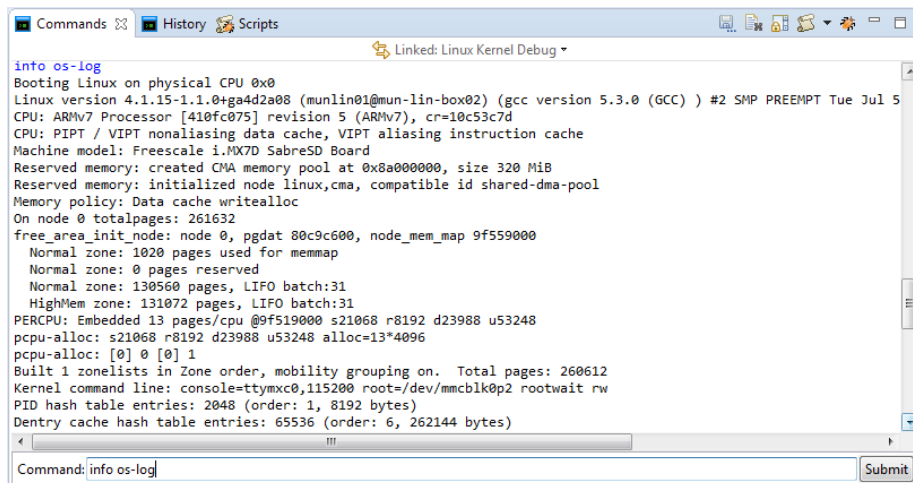 Commands History Scripts
Linked: Linux Kernel Debug
info os-log
Booting Linux on physical CPU 0x0
Linux version 4.1.15-1.1.0+ga4d2a08 (munlin01@mun-lin-box02) (gcc version 5.3.0 (GCC) ) #2 SMP PREEMPT Tue Jul 5
CPU: ARMv7 Processor [410fc075] revision 5 (ARMv7), cr=10c53c7d
CPU: PIPT / VIPT nonaliasing data cache, VIPT aliasing instruction cache
Machine model: Freescale i.MX7D SabreSD Board
Reserved memory: created CMA memory pool at 0x8a000000, size 320 MiB
Reserved memory: initialized node linux,cma, compatible id shared-dma-pool
Memory policy: Data cache writealloc
On node 0 totalpages: 261632
free_area_init_node: node 0, pgdat 80c9c600, node_mem_map 9f559000
  Normal zone: 1020 pages used for memmap
  Normal zone: 0 pages reserved
  Normal zone: 130560 pages, LIFO batch:31
  HighMem zone: 131072 pages, LIFO batch:31
PERCPU: Embedded 13 pages/cpu @9f519000 s21068 r8192 d23988 u53248
pcpu-alloc: s21068 r8192 d23988 u53248 alloc=13*4096
pcpu-alloc: [0] 0 [0] 1
Built 1 zonelists in Zone order, mobility grouping on.  Total pages: 260612
Kernel command line: console=ttymxc0,115200 root=/dev/mmcblk0p2 rootwait rw
PID hash table entries: 2048 (order: 1, 8192 bytes)
Dentry cache hash table entries: 65536 (order: 6, 262144 bytes)
Command: info os-log Submit